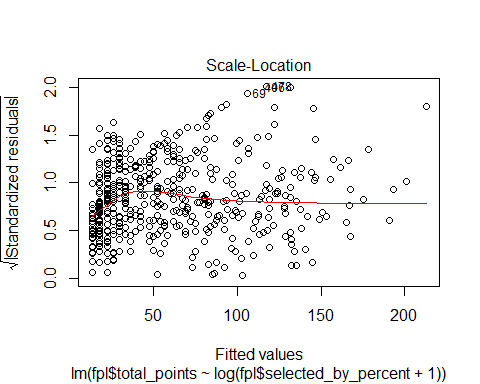 Scale-Location
√|Standardized residuals|
2.0
1.5
1.0
0.5
0.0
50
100
150
200
Fitted values
lm(fpl$total_points ~ log(fpl$selected_by_percent + 1))